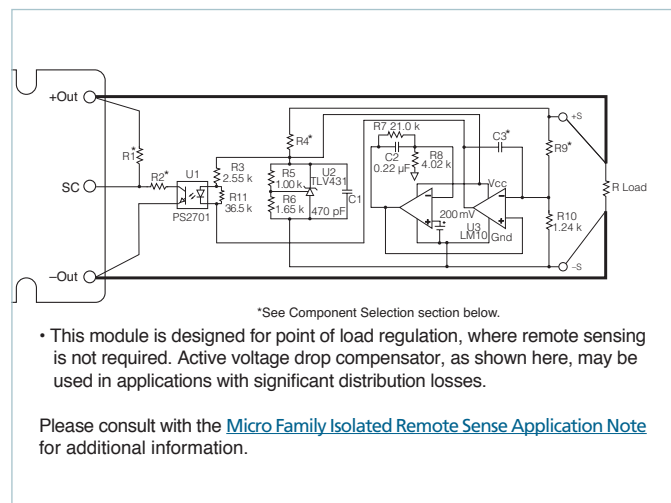 +Out
SC
–Out
R1*
R2*
U1
PS2701
R3
2.55 k
R11
36.5 k
R4*
R5
1.00 k
R6
1.65 k
U2
TLV431
470 pF
C1
R7 21.0 k
C2
0.22 µF
R8
4.02 k
200 mV
C3*
Vcc
U3
LM10
Gnd
R9*
R10
1.24 k
+S
–S
R Load
*See Component Selection section below.
• This module is designed for point of load regulation, where remote sensing
is not required. Active voltage drop compensator, as shown here, may be
used in applications with significant distribution losses.
Please consult with the Micro Family Isolated Remote Sense Application Note
for additional information.